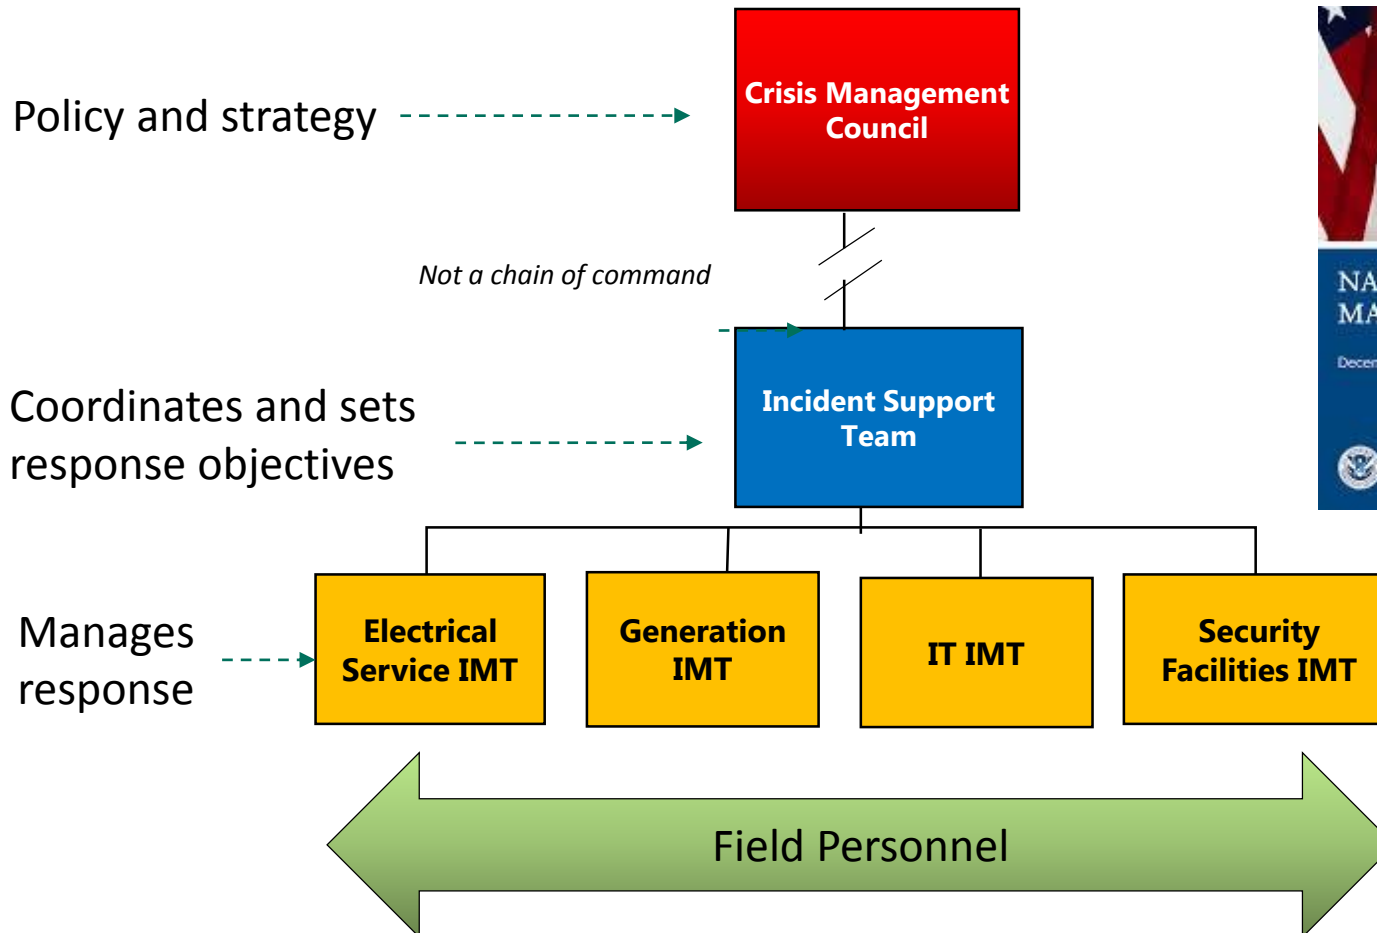 Policy and strategy
Crisis Management
Council
Not a chain of command
Coordinates and sets
response objectives
Incident Support
Team
Manages
response
Electrical
Service IMT
Generation
IMT
IT IMT
Security
Facilities IMT
Field Personnel
NA
MA
Decem